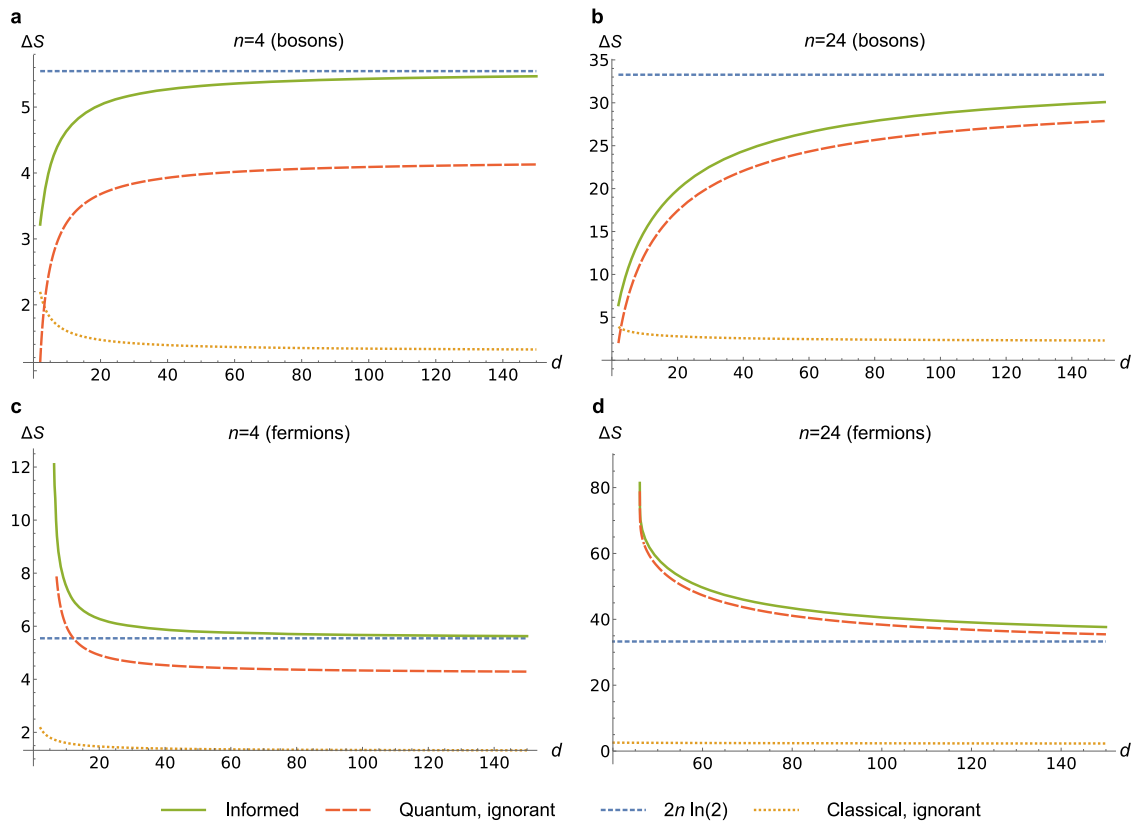 a
n=4 (bosons)
ΔS
5
4
3
2
20 40 60 80 100 120 140 d
b
n=24 (bosons)
ΔS
35
30
25
20
15
10
5
0
20 40 60 80 100 120 140 d
c
n=4 (fermions)
ΔS
12
10
8
6
4
2
20 40 60 80 100 120 140 d
d
n=24 (fermions)
ΔS
80
60
40
20
0
60 80 100 120 140 d
Informed Quantum, ignorant 2n ln(2) Classical, ignorant